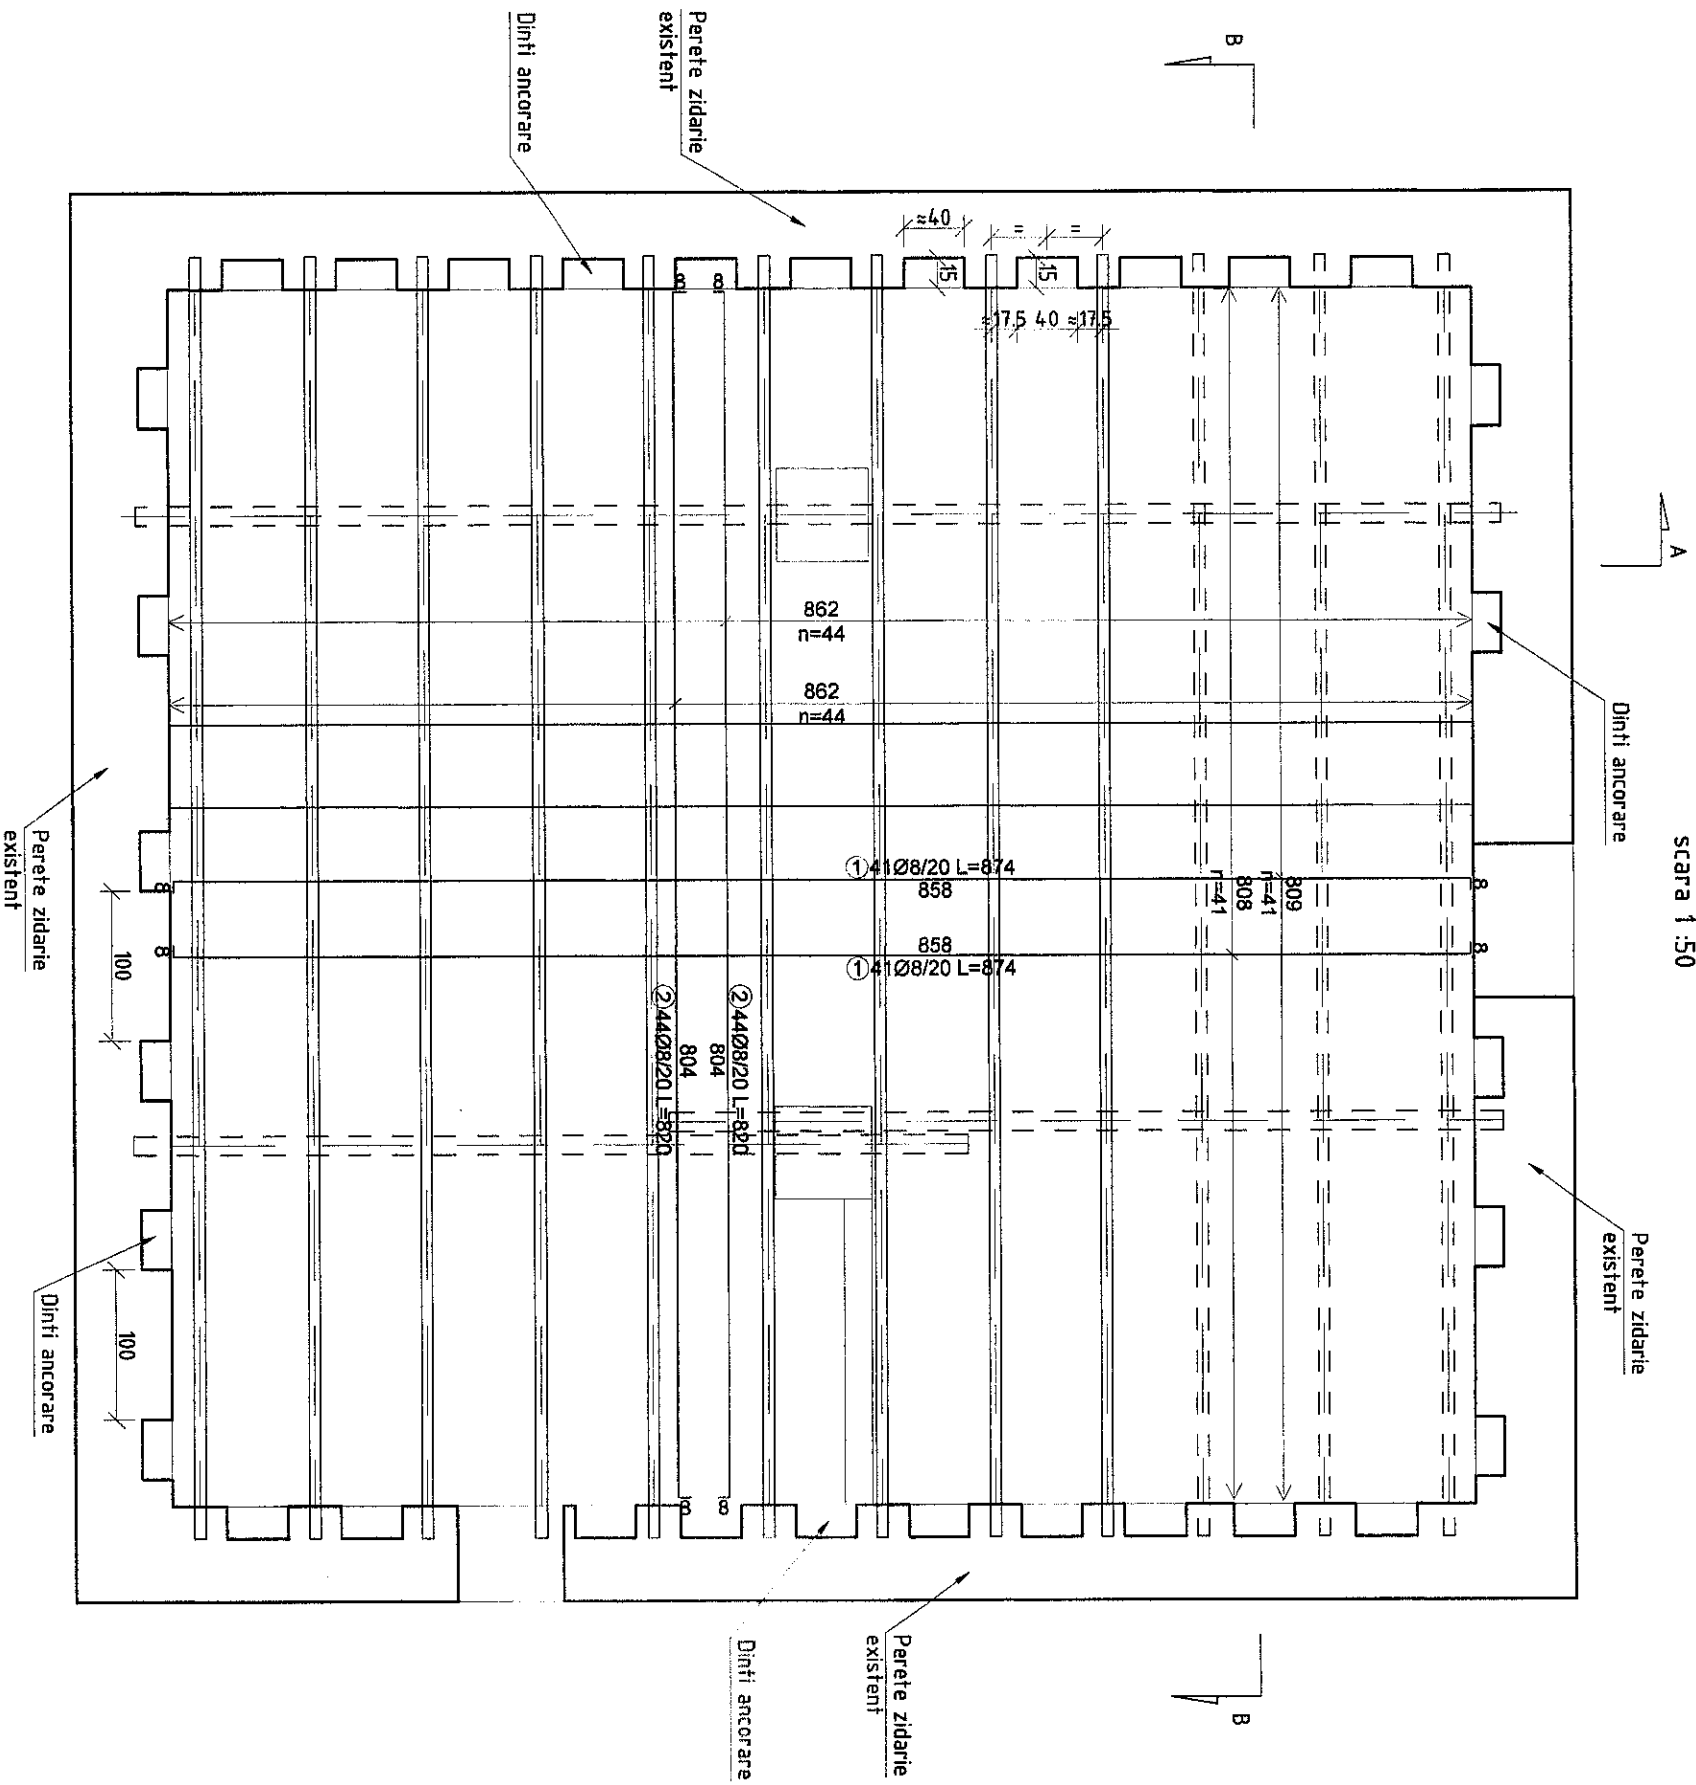 scara 1:50
B
A
Perete zidarie
existent
Dinti ancorare
Dinti ancorare
≈40
=
=
15
15
≈17.5 40 ≈17.5
8
8
862
n=44
862
n=44
①41Ø8/20 L=874
858
858
①41Ø8/20 L=874
809
n=41
808
n=41
8
8
8
8
②44Ø8/20 L=820
804
804
②44Ø8/20 L=820
8
8
100
100
Perete zidarie
existent
Dinti ancorare
Perete zidarie
existent
Perete zidarie
existent
Dinti ancorare
B